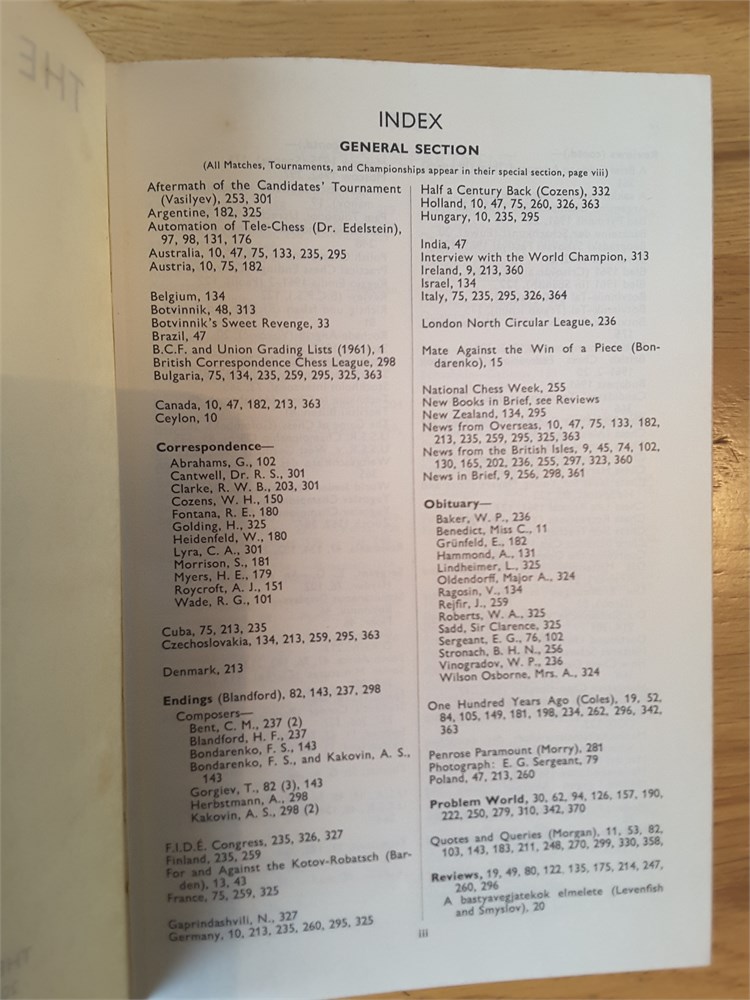 THE
INDEX
GENERAL SECTION
(All Matches, Tournaments, and Championships appear in their special section, page viii)
Aftermath of the Candidates' Tournament
(Vasilyev), 253, 301
Argentine, 182, 325
Automation of Tele-Chess (Dr. Edelstein),
97, 98, 131, 176
Australia, 10, 47, 75, 133, 235, 295
Austria, 10, 75, 182
Belgium, 134
Botvinnik, 48, 313
Botvinnik's Sweet Revenge, 33
Brazil, 47
B.C.F. and Union Grading Lists (1961), 1
British Correspondence Chess League, 298
Bulgaria, 75, 134, 235, 259, 295, 325, 363
Canada, 10, 47, 182, 213, 363
Ceylon, 10
Correspondence—
Abrahams, G., 102
Cantwell, Dr. R. S., 301
Clarke, R. W. B., 203, 301
Cozens, W. H., 150
Fontana, R. E., 180
Golding, H., 325
Heidenfeld, W., 180
Lyra, C. A., 301
Morrison, S., 181
Myers, H. E., 179
Roycroft, A. J., 151
Wade, R. G., 101
Cuba, 75, 213, 235
Czechoslovakia, 134, 213, 259, 295, 363
Denmark, 213
Endings (Blandford), 82, 143, 237, 298
Composers—
Bent, C. M., 237 (2)
Blandford, H. F., 237
Bondarenko, F. S., 143
Bondarenko, F. S., and Kakovin, A. S.,
143
Gorgiev, T., 82 (3), 143
Herbstmann, A., 298
Kakovin, A. S., 298 (2)
F.I.D.E. Congress, 235, 326, 327
Finland, 235, 259
For and Against the Kotov-Robatsch (Bar-
den), 13, 43
France, 75, 259, 325
Gaprindashvili, N., 327
Germany, 10, 213, 235, 260, 295, 325
Half a Century Back (Cozens), 332
Holland, 10, 47, 75, 260, 326, 363
Hungary, 10, 235, 295
India, 47
Interview with the World Champion, 313
Ireland, 9, 213, 360
Israel, 134
Italy, 75, 235, 295, 326, 364
London North Circular League, 236
Mate Against the Win of a Piece (Bon-
darenko), 15
National Chess Week, 255
New Books in Brief, see Reviews
New Zealand, 134, 295
News from Overseas, 10, 47, 75, 133, 182,
213, 235, 259, 295, 325, 363
News from the British Isles, 9, 45, 74, 102,
130, 165, 202, 236, 255, 297, 323, 360
News in Brief, 9, 256, 298, 361
Obituary—
Baker, W. P., 236
Benedict, Miss C., 11
Grünfeld, E., 182
Hammond, A., 131
Lindheimer, L., 325
Oldendorff, Major A., 324
Ragosin, V., 134
Rejfir, J., 259
Roberts, W. A., 325
Sadd, Sir Clarence, 325
Sergeant, E. G., 76, 102
Stronach, B. H. N., 256
Vinogradov, W. P., 236
Wilson Osborne, Mrs. A., 324
One Hundred Years Ago (Coles), 19, 52,
84, 105, 149, 181, 198, 234, 262, 296, 342,
363
Penrose Paramount (Morry), 281
Photograph: E. G. Sergeant, 79
Poland, 47, 213, 260
Problem World, 30, 62, 94, 126, 157, 190,
222, 250, 279, 310, 342, 370
Quotes and Queries (Morgan), 11, 53, 82,
103, 143, 183, 211, 248, 270, 299, 330, 358,
Reviews, 19, 49, 80, 122. 135, 175, 214, 247,
260, 296
A bastyavegjatekok elmelete (Levenfish
and Smyslov), 20
iii